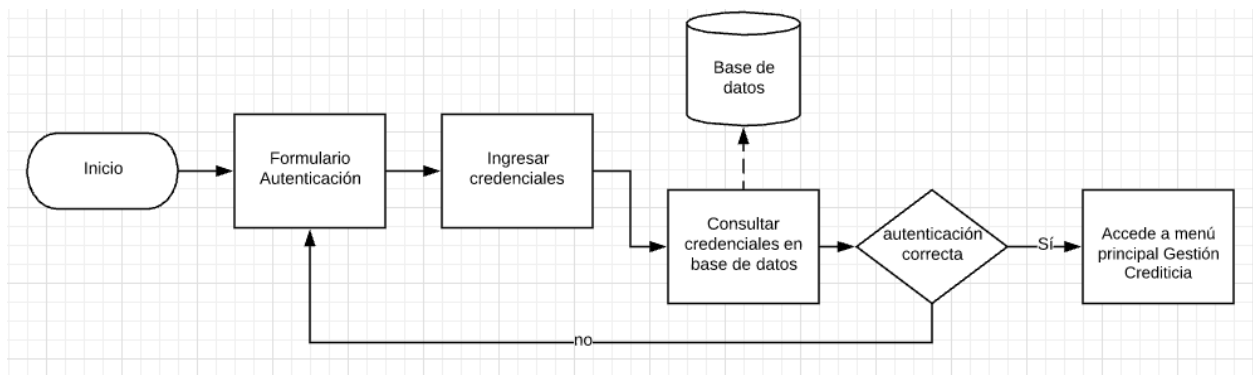 Inicio
Formulario
Autenticación
Ingresar
credenciales
Base de
datos
Consultar
credenciales en
base de datos
autenticación
correcta
Sí
Accede a menú
principal Gestión
Crediticia
no